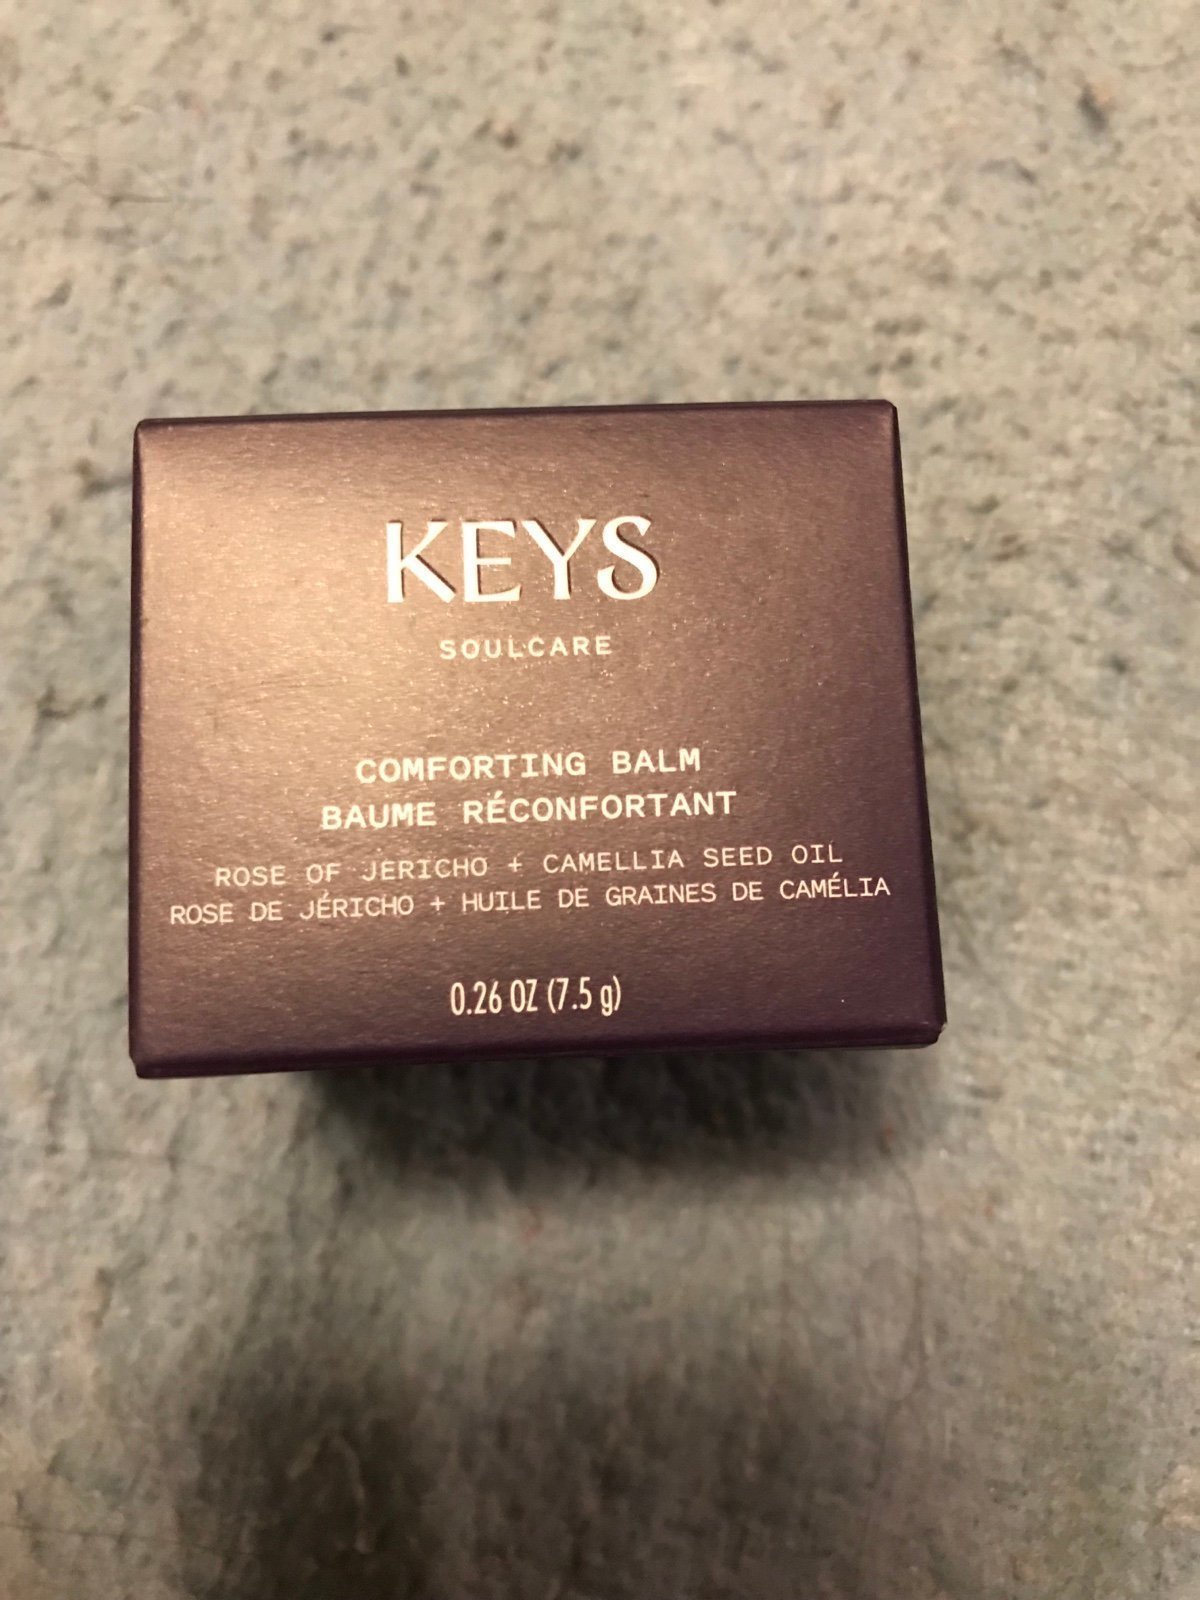 KEYS
SOULCARE
COMFORTING BALM
BAUME RÉCONFORTANT
ROSE OF JERICHO + CAMELLIA SEED OIL
ROSE DE JÉRICHO + HUILE DE GRAINES DE CAMÉLIA
0.26 OZ (7.5 g)